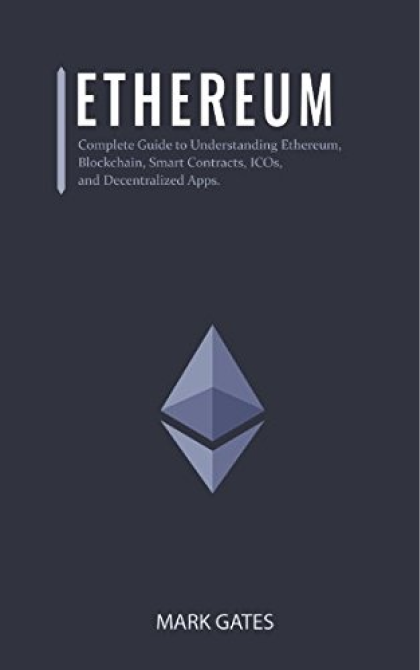 ETHEREUM
Complete Guide to Understanding Ethereum,
Blockchain, Smart Contracts, ICOs,
and Decentralized Apps.
MARK GATES